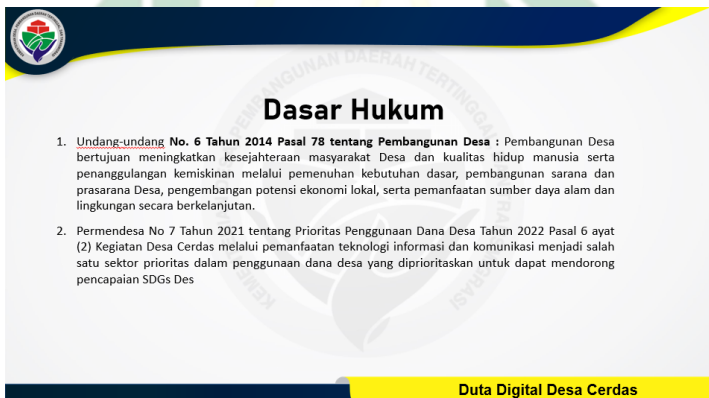 Dasar Hukum
1. Undang-undang No. 6 Tahun 2014 Pasal 78 tentang Pembangunan Desa : Pembangunan Desa
bertujuan meningkatkan kesejahteraan masyarakat Desa dan kualitas hidup manusia serta
penanggulangan kemiskinan melalui pemenuhan kebutuhan dasar, pembangunan sarana dan
prasarana Desa, pengembangan potensi ekonomi lokal, serta pemanfaatan sumber daya alam dan
lingkungan secara berkelanjutan.
2. Permendesa No 7 Tahun 2021 tentang Prioritas Penggunaan Dana Desa Tahun 2022 Pasal 6 ayat
(2) Kegiatan Desa Cerdas melalui pemanfaatan teknologi informasi dan komunikasi menjadi salah
satu sektor prioritas dalam penggunaan dana desa yang diprioritaskan untuk dapat mendorong
pencapaian SDGs Des
Duta Digital Desa Cerdas